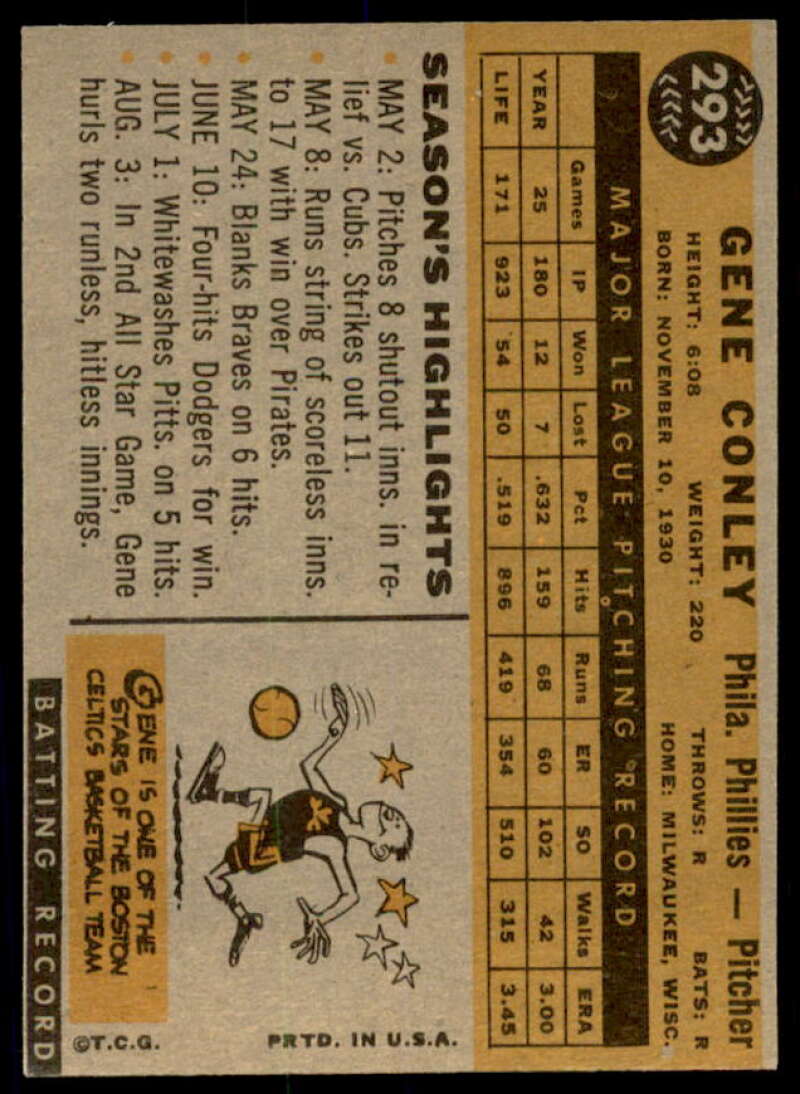 293
GENE CONLEY Phila. Phillies — Pitcher
HEIGHT: 6:08 WEIGHT: 220 THROWS: R BATS: R
BORN: NOVEMBER 10, 1930 HOME: MILWAUKEE, WISC.
MAJOR LEAGUE PITCHING RECORD
Games IP Won Lost Pct Hits Runs ER SO Walks ERA
YEAR 25 180 12 7 .632 159 68 60 102 42 3.00
LIFE 171 923 54 50 .519 896 419 354 510 315 3.45
SEASON'S HIGHLIGHTS
• MAY 2: Pitches 8 shutout inns. in re-
lief vs. Cubs. Strikes out 11.
• MAY 8: Runs string of scoreless inns.
to 17 with win over Pirates.
• MAY 24: Blanks Braves on 6 hits.
• JUNE 10: Four-hits Dodgers for win.
• JULY 1: Whitewashes Pitts. on 5 hits.
• AUG. 3: In 2nd All Star Game, Gene
hurls two runless, hitless innings.
GENE IS ONE OF THE
STARS OF THE BOSTON
CELTICS BASKETBALL TEAM
PRTD. IN U.S.A.
©T.C.G.
BATTING RECORD